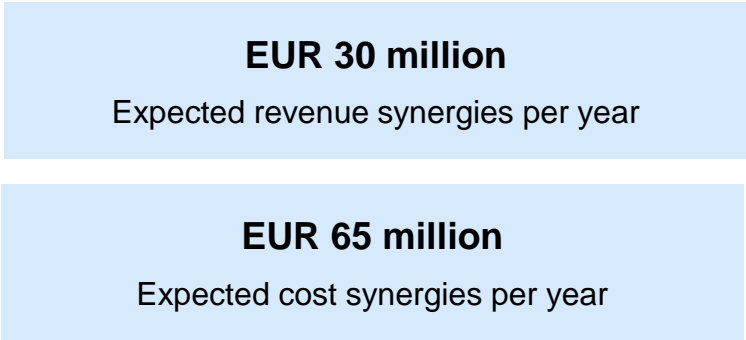 EUR 30 million
Expected revenue synergies per year
EUR 65 million
Expected cost synergies per year